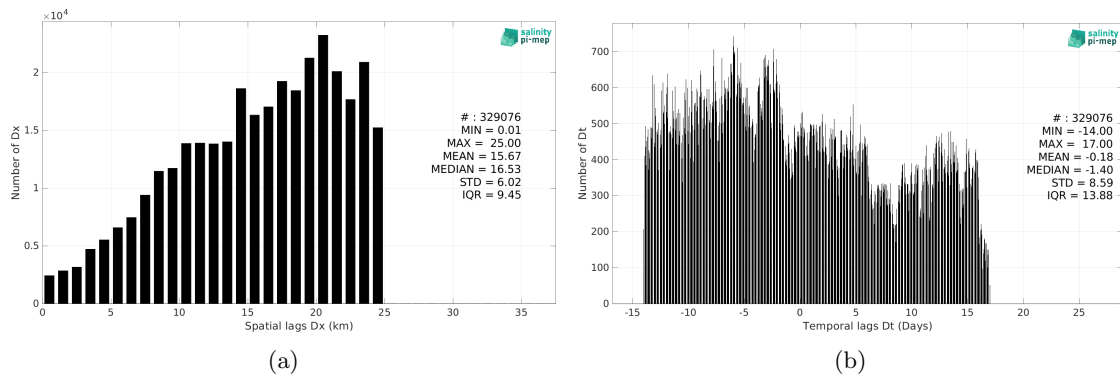 ×10⁴
2
1.5
1
0.5
0
0 5 10 15 20 25 30 35
Number of Dx
Spatial lags Dx (km)
salinity
pi-mep
# : 329076
MIN = 0.01
MAX = 25.00
MEAN = 15.67
MEDIAN = 16.53
STD = 6.02
IQR = 9.45
(a)
700
600
500
400
300
200
100
0
-15 -10 -5 0 5 10 15 20 25
Number of Dt
Temporal lags Dt (Days)
salinity
pi-mep
# : 329076
MIN = -14.00
MAX = 17.00
MEAN = -0.18
MEDIAN = -1.40
STD = 8.59
IQR = 13.88
(b)